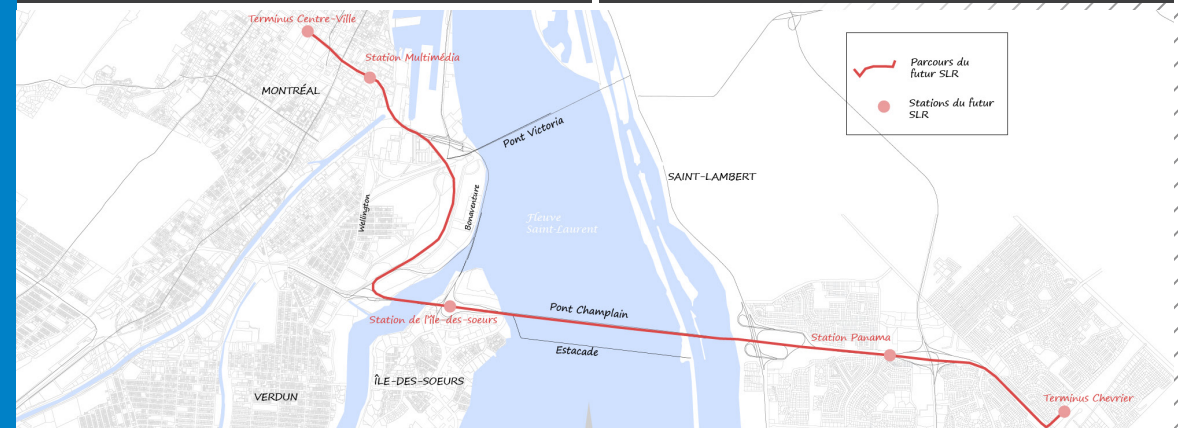 Terminus Centre-Ville
Station Multimédia
MONTRÉAL
Parcours du
futur SLR
Stations du futur
SLR
Pont Victoria
SAINT-LAMBERT
Wellington
Bonaventure
Fleuve
Saint-Laurent
Pont Champlain
Station de l'île-des-soeurs
Station Panama
Estacade
ÎLE-DES-SOEURS
VERDUN
Terminus Chevrier